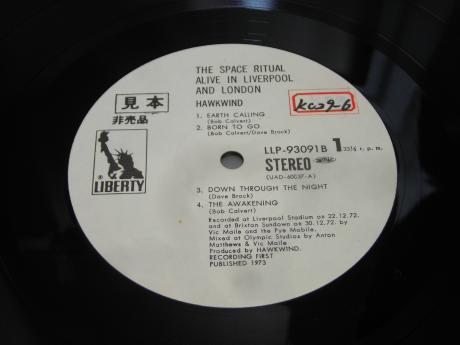 THE SPACE RITUAL
ALIVE IN LIVERPOOL
AND LONDON
HAWKWIND
1. EARTH CALLING
(Bob Calvert)
2. BORN TO GO
(Bob Calvert/Dave Brock)
見本
非売品
LIBERTY
LLP-93091B 1 33⅓ r. p. m.
STEREO
(UAD-60037-A)
3. DOWN THROUGH THE NIGHT
(Dave Brock)
4. THE AWAKENING
(Bob Calvert)
Recorded at Liverpool Stadium ox 22.12.72.
and at Brixton Sundown on 30.12.72. by
Vic Maile and the Pye Mobile.
Mixed at Olympic Studios by Anton
Matthews & Vic Maile
Produced by HAWKWIND.
RECORDING FIRST
PUBLISHED 1973